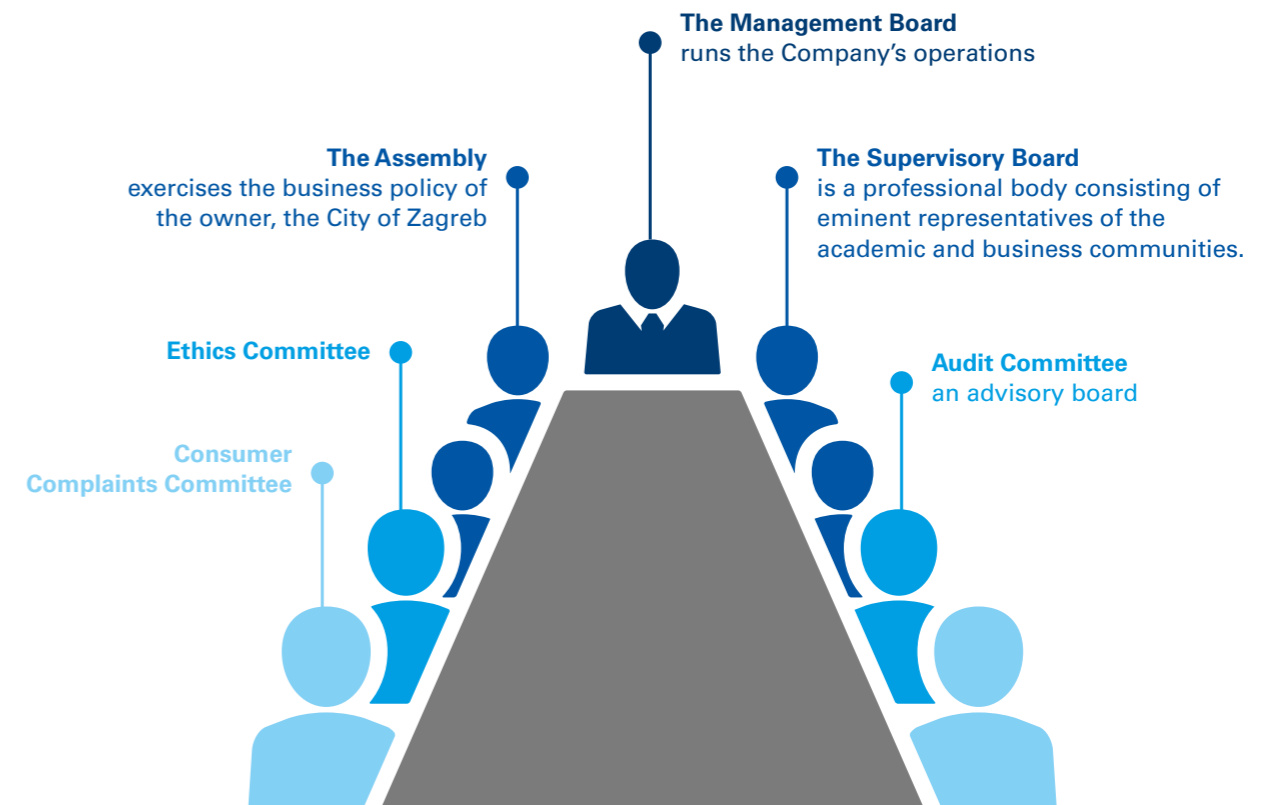 The Management Board
runs the Company's operations
The Assembly
exercises the business policy of
the owner, the City of Zagreb
The Supervisory Board
is a professional body consisting of
eminent representatives of the
academic and business communities.
Ethics Committee
Audit Committee
an advisory board
Consumer
Complaints Committee